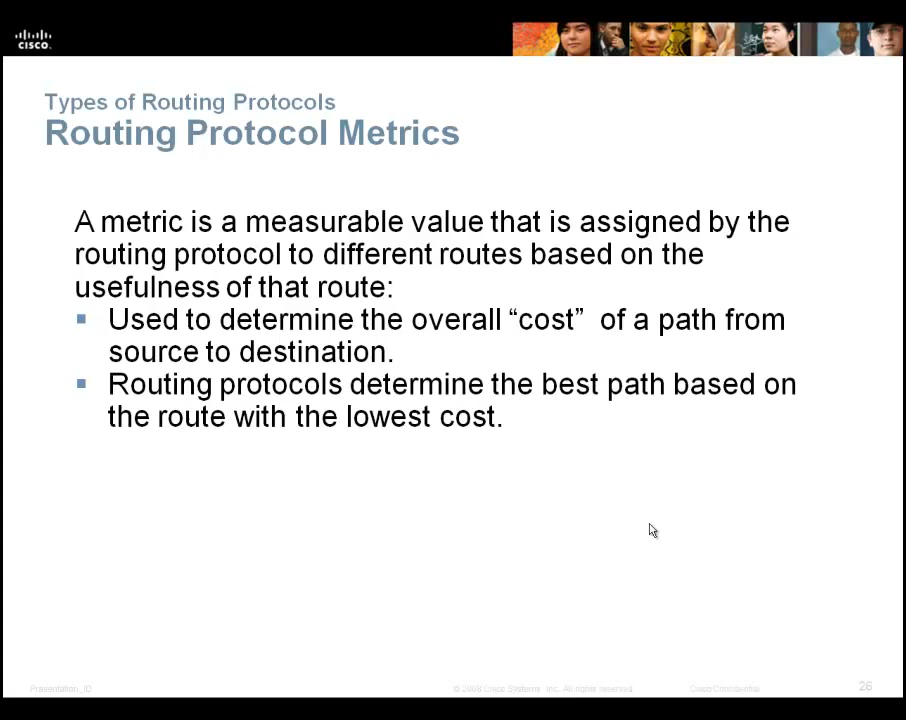 CISCO.
Types of Routing Protocols
Routing Protocol Metrics
A metric is a measurable value that is assigned by the
routing protocol to different routes based on the
usefulness of that route:
▪ Used to determine the overall “cost”  of a path from
source to destination.
▪ Routing protocols determine the best path based on
the route with the lowest cost.
Presentation_ID © 2008 Cisco Systems, Inc. All rights reserved. Cisco Confidential 26